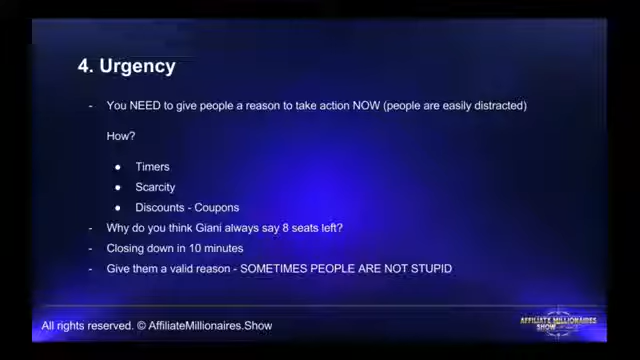 4. Urgency
- You NEED to give people a reason to take action NOW (people are easily distracted)
How?
● Timers
● Scarcity
● Discounts - Coupons
- Why do you think Giani always say 8 seats left?
- Closing down in 10 minutes
- Give them a valid reason - SOMETIMES PEOPLE ARE NOT STUPID
All rights reserved. © AffiliateMillionaires.Show
AFFILIATE MILLIONAIRES
SHOW